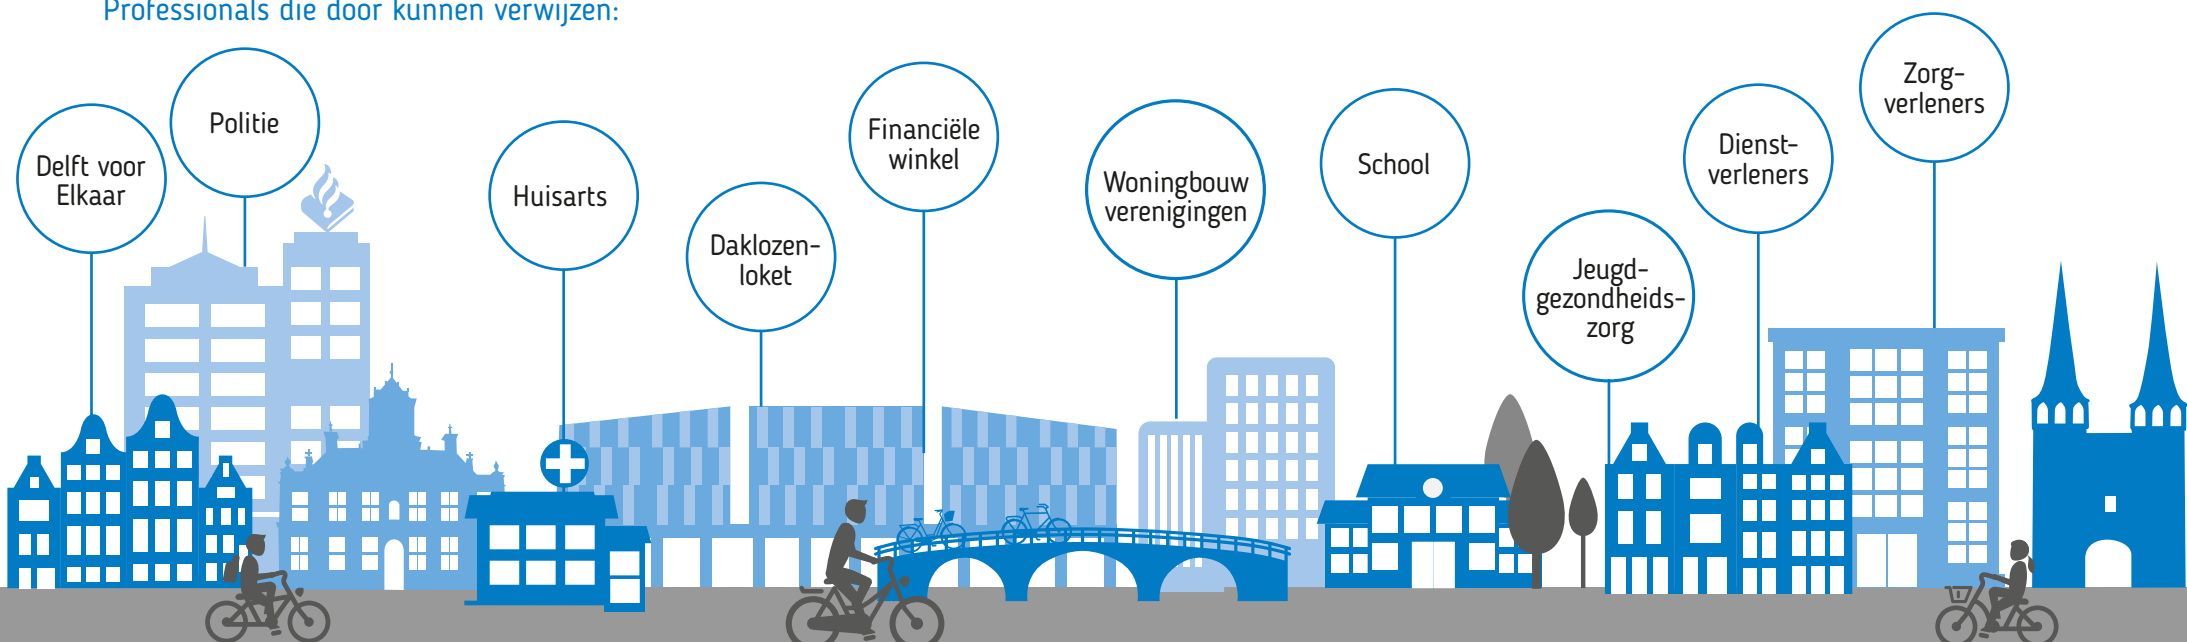 Professionals die door kunnen verwijzen:
Delft voor
Elkaar
Politie
Huisarts
Daklozen-
loket
Financiële
winkel
Woningbouw
verenigingen
School
Jeugd-
gezondheids-
zorg
Dienst-
verleners
Zorg-
verleners